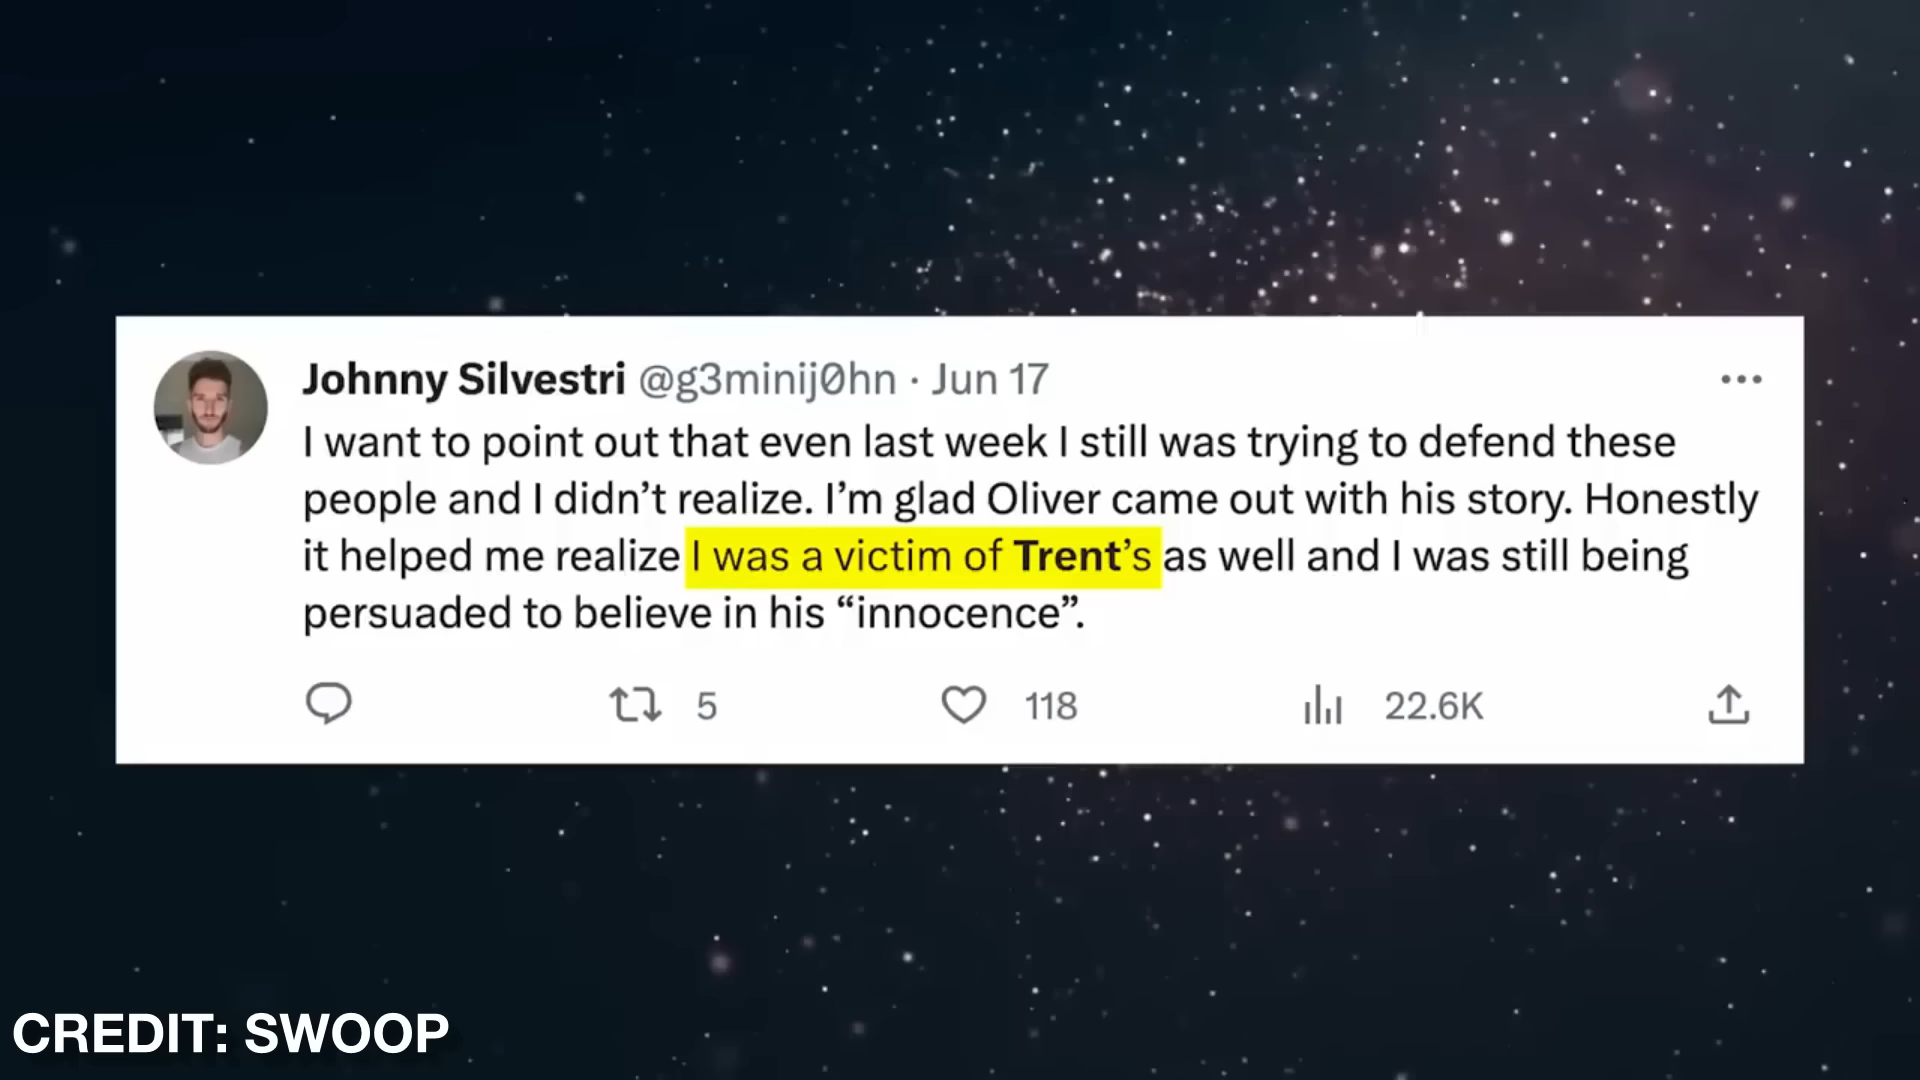 Johnny Silvestri @g3minij0hn · Jun 17
I want to point out that even last week I still was trying to defend these
people and I didn’t realize. I’m glad Oliver came out with his story. Honestly
it helped me realize I was a victim of Trent’s as well and I was still being
persuaded to believe in his “innocence”.
5 118 22.6K
CREDIT: SWOOP